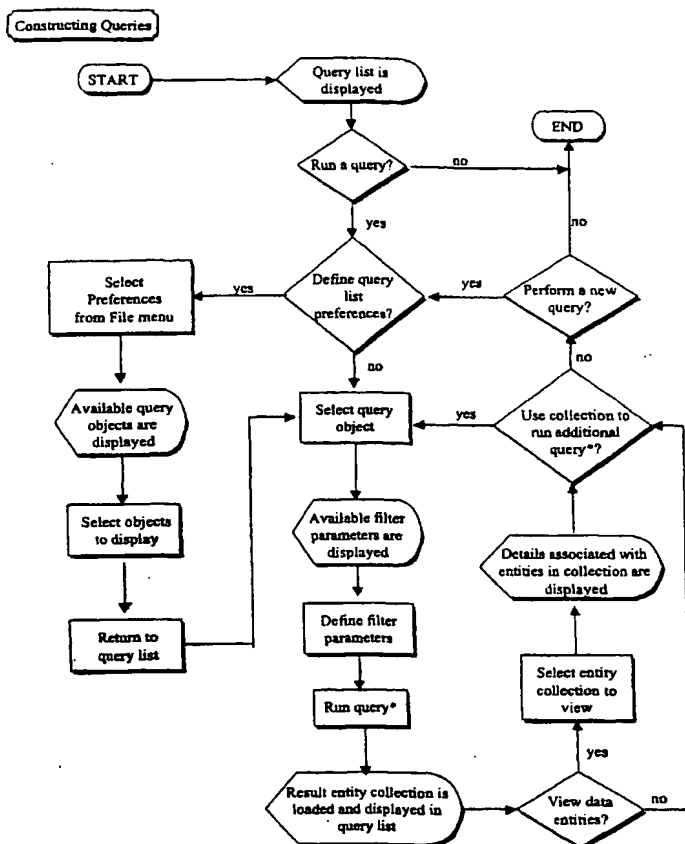 Constructing Queries
START
Query list is
displayed
END
Run a query?
no
yes
no
Select
Preferences
from File menu
yes
Define query
list
preferences?
yes
Perform a new
query?
no
no
Available query
objects are
displayed
Select query
object
yes
Use collection to
run additional
query*?
Select objects
to display
Available filter
parameters are
displayed
Details associated with
entities in collection are
displayed
Return to
query list
Define filter
parameters
Select entity
collection to
view
Run query*
yes
Result entity collection is
loaded and displayed in
query list
View data
entities?
no